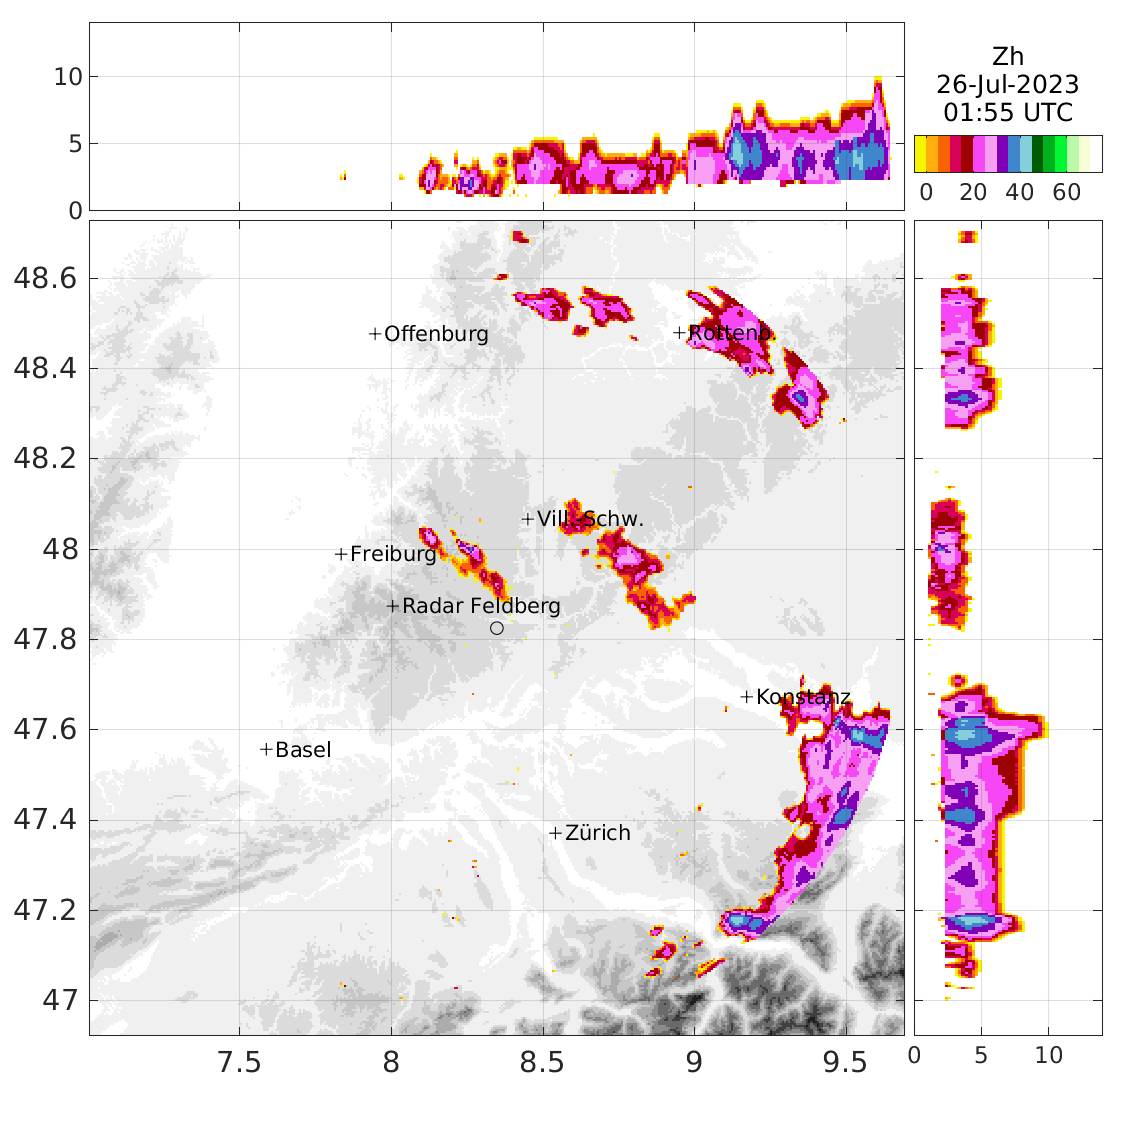 10
5
0
Zh
26-Jul-2023
01:55 UTC
0 20 40 60
48.6
Offenburg
Rottenb.
48.4
48.2
Vill.-Schw.
48
Freiburg
Radar Feldberg
47.8
Konstanz
47.6
Basel
47.4
Zürich
47.2
47
7.5 8 8.5 9 9.5
0 5 10